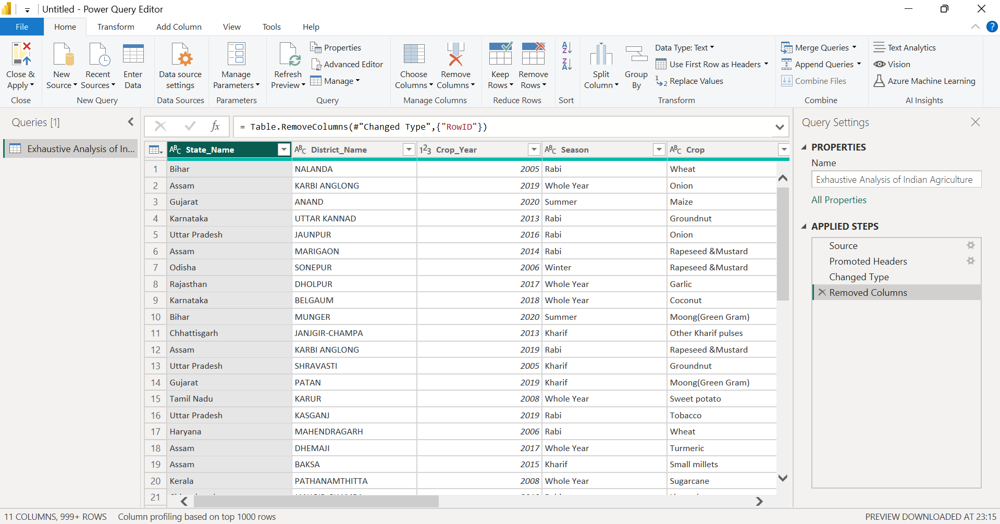 Untitled - Power Query Editor
File Home Transform Add Column View Tools Help
Close & Apply
Close
New Source
Recent Sources
Enter Data
New Query
Data source settings
Data Sources
Manage Parameters
Parameters
Refresh Preview
Properties
Advanced Editor
Manage
Query
Choose Columns
Remove Columns
Manage Columns
Keep Rows
Remove Rows
Reduce Rows
Sort
Split Column
Group By
Data Type: Text
Use First Row as Headers
Replace Values
Transform
Merge Queries
Append Queries
Combine Files
Combine
Text Analytics
Vision
Azure Machine Learning
AI Insights
Queries [1]
Exhaustive Analysis of In...
fx = Table.RemoveColumns(#"Changed Type",{"RowID"})
ABC State_Name ABC District_Name 123 Crop_Year ABC Season ABC Crop
1 Bihar NALANDA 2005 Rabi Wheat
2 Assam KARBI ANGLONG 2019 Whole Year Onion
3 Gujarat ANAND 2020 Summer Maize
4 Karnataka UTTAR KANNAD 2013 Rabi Groundnut
5 Uttar Pradesh JAUNPUR 2016 Rabi Onion
6 Assam MARIGAON 2014 Rabi Rapeseed &Mustard
7 Odisha SONEPUR 2006 Winter Rapeseed &Mustard
8 Rajasthan DHOLPUR 2017 Whole Year Garlic
9 Karnataka BELGAUM 2018 Whole Year Coconut
10 Bihar MUNGER 2020 Summer Moong(Green Gram)
11 Chhattisgarh JANJGIR-CHAMPA 2013 Kharif Other Kharif pulses
12 Assam KARBI ANGLONG 2019 Rabi Rapeseed &Mustard
13 Uttar Pradesh SHRAVASTI 2005 Kharif Groundnut
14 Gujarat PATAN 2019 Kharif Moong(Green Gram)
15 Tamil Nadu KARUR 2008 Whole Year Sweet potato
16 Uttar Pradesh KASGANJ 2019 Rabi Tobacco
17 Haryana MAHENDRAGARH 2006 Rabi Wheat
18 Assam DHEMAJI 2017 Whole Year Turmeric
19 Assam BAKSA 2015 Kharif Small millets
20 Kerala PATHANAMTHITTA 2008 Whole Year Sugarcane
21
Query Settings
PROPERTIES
Name
Exhaustive Analysis of Indian Agriculture
All Properties
APPLIED STEPS
Source
Promoted Headers
Changed Type
Removed Columns
11 COLUMNS, 999+ ROWS Column profiling based on top 1000 rows PREVIEW DOWNLOADED AT 23:15